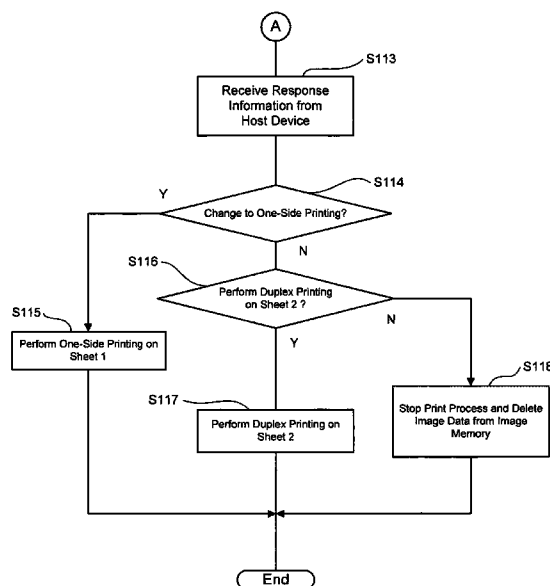 A
S113
Receive Response
Information from
Host Device
S114
Y
Change to One-Side Printing?
N
S116
Perform Duplex Printing
on Sheet 2 ?
N
S115
Y
Perform One-Side Printing on
Sheet 1
S118
Stop Print Process and Delete
Image Data from Image
Memory
S117
Perform Duplex Printing on
Sheet 2
End